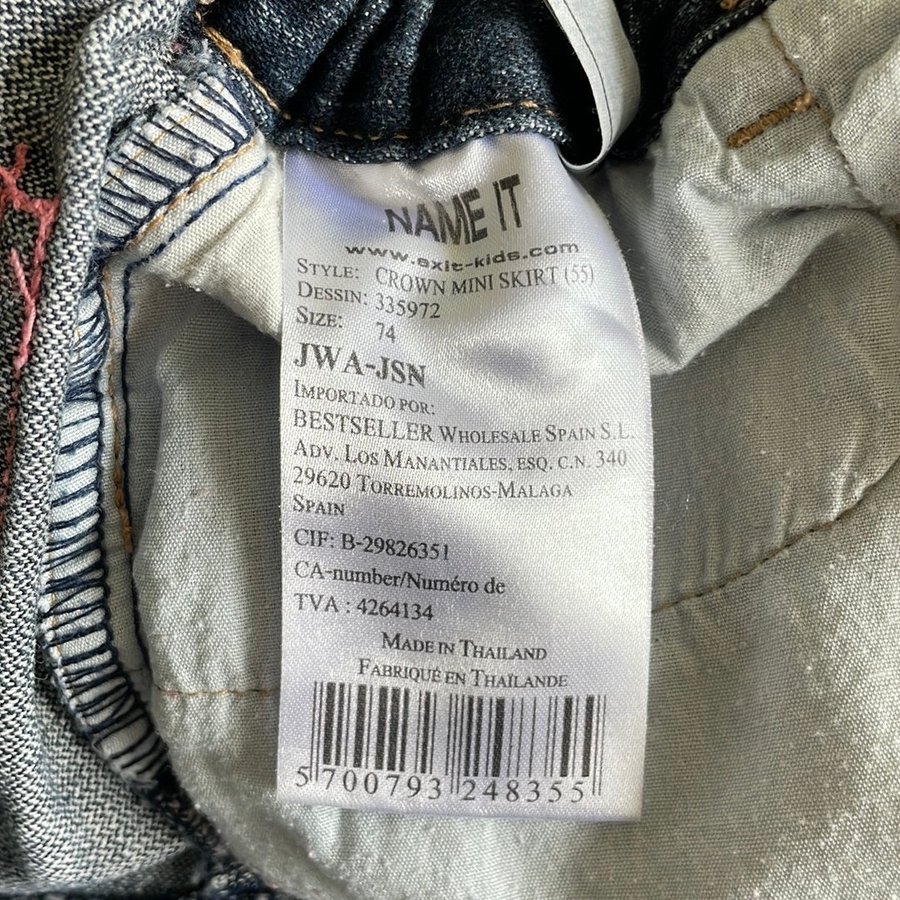 NAME IT
www.exit-kids.com
STYLE: CROWN MINI SKIRT (55)
DESSIN: 335972
SIZE: 74
JWA-JSN
IMPORTADO POR:
BESTSELLER WHOLESALE SPAIN S.L.
ADV. LOS MANANTIALES, ESQ. C.N. 340
29620 TORREMOLINOS-MALAGA
SPAIN
CIF: B-29826351
CA-number/Numéro de
TVA : 4264134
MADE IN THAILAND
FABRIQUÉ EN THAÏLANDE
5 700793 248355